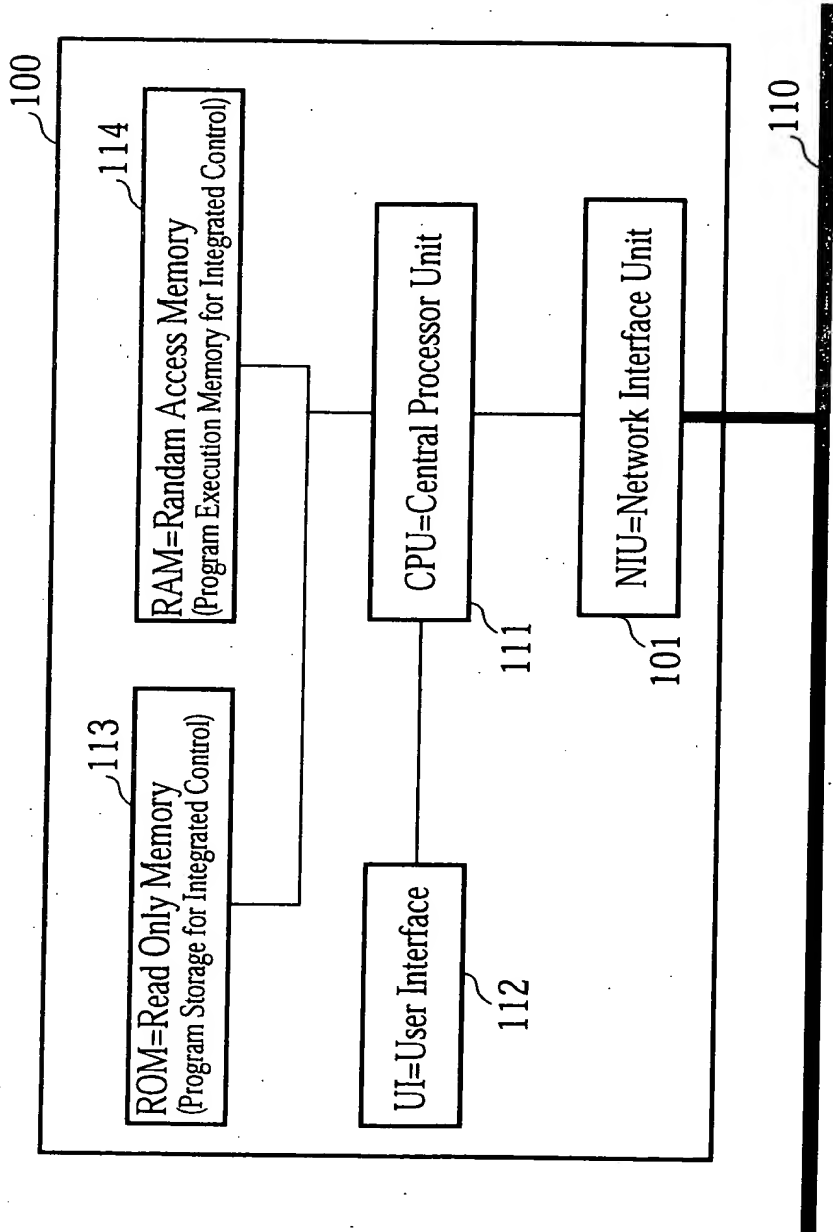 100
113
ROM=Read Only Memory
(Program Storage for Integrated Control)
114
RAM=Randam Access Memory
(Program Execution Memory for Integrated Control)
UI=User Interface
112
CPU=Central Processor Unit
111
NIU=Network Interface Unit
101
110